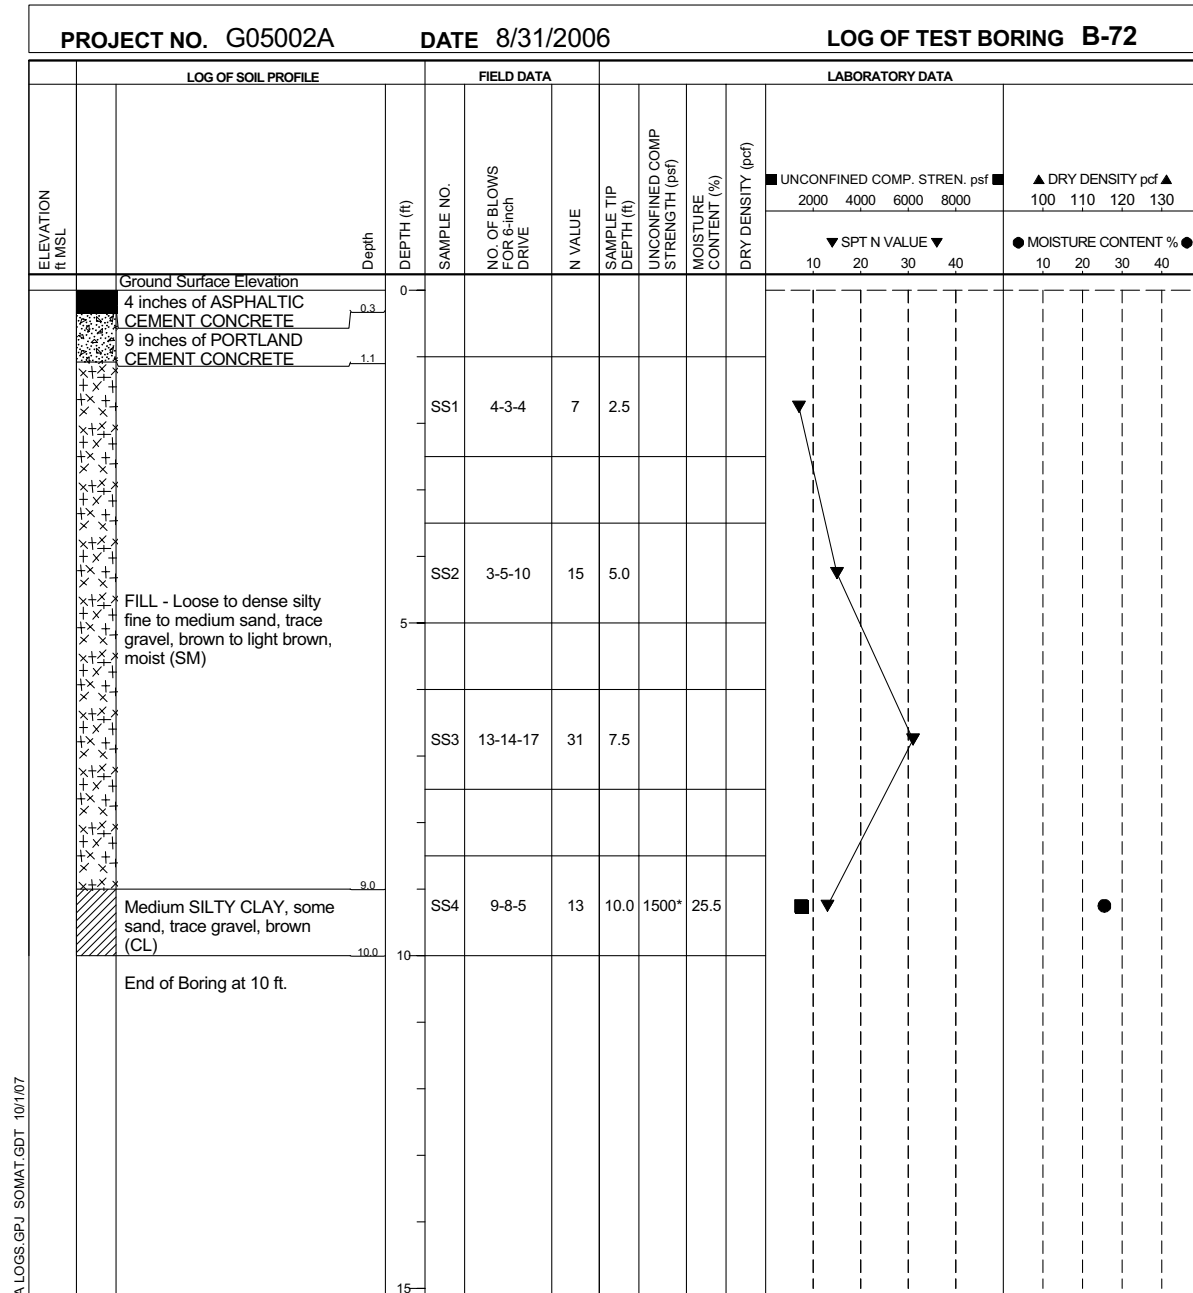 PROJECT NO. G05002A DATE 8/31/2006 LOG OF TEST BORING B-72
LOG OF SOIL PROFILE FIELD DATA LABORATORY DATA
ELEVATION
ft MSL
Depth
DEPTH (ft)
SAMPLE NO.
NO. OF BLOWS
FOR 6-inch
DRIVE
N VALUE
SAMPLE TIP
DEPTH (ft)
UNCONFINED COMP
STRENGTH (psf)
MOISTURE
CONTENT (%)
DRY DENSITY (pcf)
■ UNCONFINED COMP. STREN. psf ■
2000 4000 6000 8000
▼ SPT N VALUE ▼
10 20 30 40
▲ DRY DENSITY pcf ▲
100 110 120 130
● MOISTURE CONTENT % ●
10 20 30 40
Ground Surface Elevation
0
4 inches of ASPHALTIC
CEMENT CONCRETE
0.3
9 inches of PORTLAND
CEMENT CONCRETE
1.1
SS1 4-3-4 7 2.5
SS2 3-5-10 15 5.0
FILL - Loose to dense silty
fine to medium sand, trace
gravel, brown to light brown,
moist (SM)
5
SS3 13-14-17 31 7.5
9.0
Medium SILTY CLAY, some
sand, trace gravel, brown
(CL)
SS4 9-8-5 13 10.0 1500* 25.5
10.0
10
End of Boring at 10 ft.
15
A LOGS.GPJ SOMAT.GDT 10/1/07